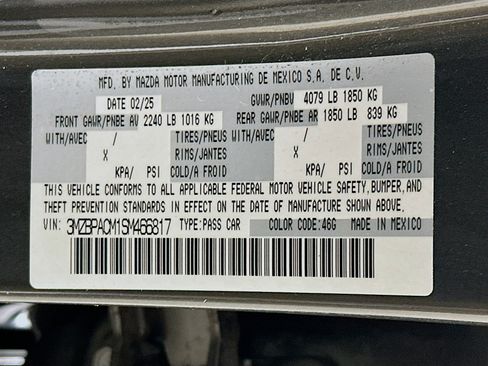 MFD. BY MAZDA MOTOR MANUFACTURING DE MEXICO S.A. DE C.V.
DATE 02/25 GVWR/PNBV 4079 LB 1850 KG
FRONT GAWR/PNBE AV 2240 LB 1016 KG REAR GAWR/PNBE AR 1850 LB 839 KG
WITH/AVEC / TIRES/PNEUS WITH/AVEC / TIRES/PNEUS
X RIMS/JANTES X RIMS/JANTES
KPA/ PSI COLD/A FROID KPA/ PSI COLD/A FROID
THIS VEHICLE CONFORMS TO ALL APPLICABLE FEDERAL MOTOR VEHICLE SAFETY, BUMPER, AND
THEFT PREVENTION STANDARDS IN EFFECT ON THE DATE OF MANUFACTURE SHOWN ABOVE.
VIN: 3MZBPACM1SM466817 TYPE: PASS CAR COLOR CODE: 46G MADE IN MEXICO